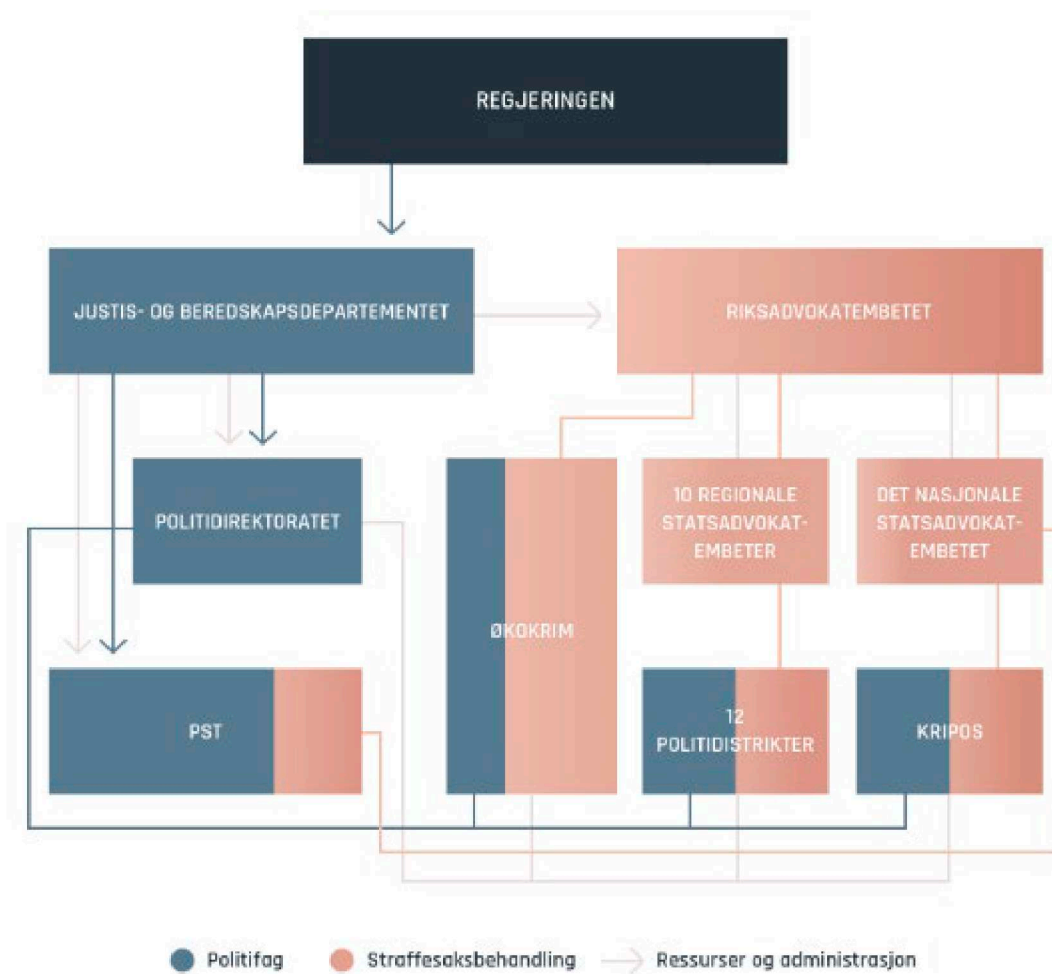 REGJERINGEN
JUSTIS- OG BEREDSKAPSDEPARTEMENTET
RIKSADVOKATEMBETET
POLITIDIREKTORATET
10 REGIONALE
STATSADVOKAT-
EMBETER
DET NASJONALE
STATSADVOKAT-
EMBETET
ØKOKRIM
PST
12
POLITIDISTRIKTER
KRIPOS
Politifag
Straffesaksbehandling
Ressurser og administrasjon